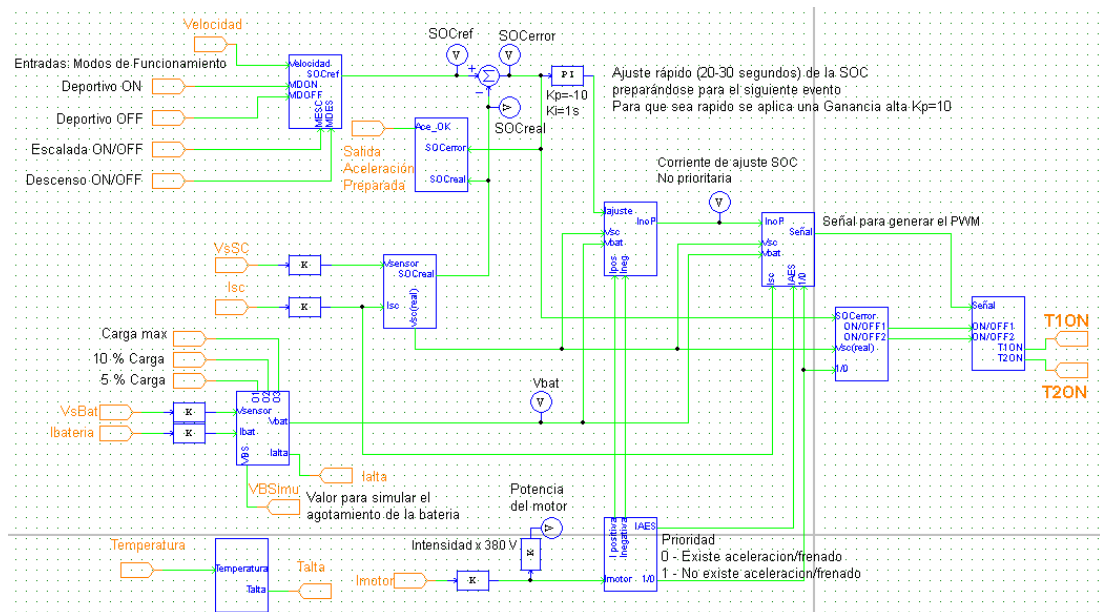 Velocidad
Entradas: Modos de Funcionamiento
Deportivo ON
Deportivo OFF
Escalada ON/OFF
Descenso ON/OFF
Velocidad
SOCref
MDON
MDOFF
MESC
MDES
SOCref
SOCerror
+
Σ
−
V
V
V
SOCreal
PI
Kp=-10
Ki=1s
Ajuste rápido (20-30 segundos) de la SOC
preparándose para el siguiente evento
Para que sea rapido se aplica una Ganancia alta Kp=10
Ace_OK
SOCerror
SOCreal
Salida
Aceleración
Preparada
Corriente de ajuste SOC
No prioritaria
V
Iajuste
InoP
Vsc
Vbat
Ipos
Ineg
InoP
Señal
Vsc
Vbat
Isc
IAES
1/0
Señal para generar el PWM
VsSC
K
Isc
K
Vsensor
SOCreal
Isc
Vsc(real)
SOCerror
ON/OFF1
ON/OFF2
Vsc(real)
1/0
Señal
ON/OFF1
ON/OFF2
T1ON
T2ON
T1ON
T2ON
Carga max
10 % Carga
5 % Carga
VsBat
K
Ibateria
K
O1
O2
O3
Vsensor
Vbat
Ibat
Ialta
VBS
Vbat
V
Ialta
VBSimu
Valor para simular el
agotamiento de la bateria
Potencia
del motor
V
Intensidad x 380 V
K
Temperatura
Temperatura
Talta
Talta
Imotor
K
I positiva
Inegativa
IAES
Imotor
1/0
Prioridad
0 - Existe aceleracion/frenado
1 - No existe aceleracion/frenado